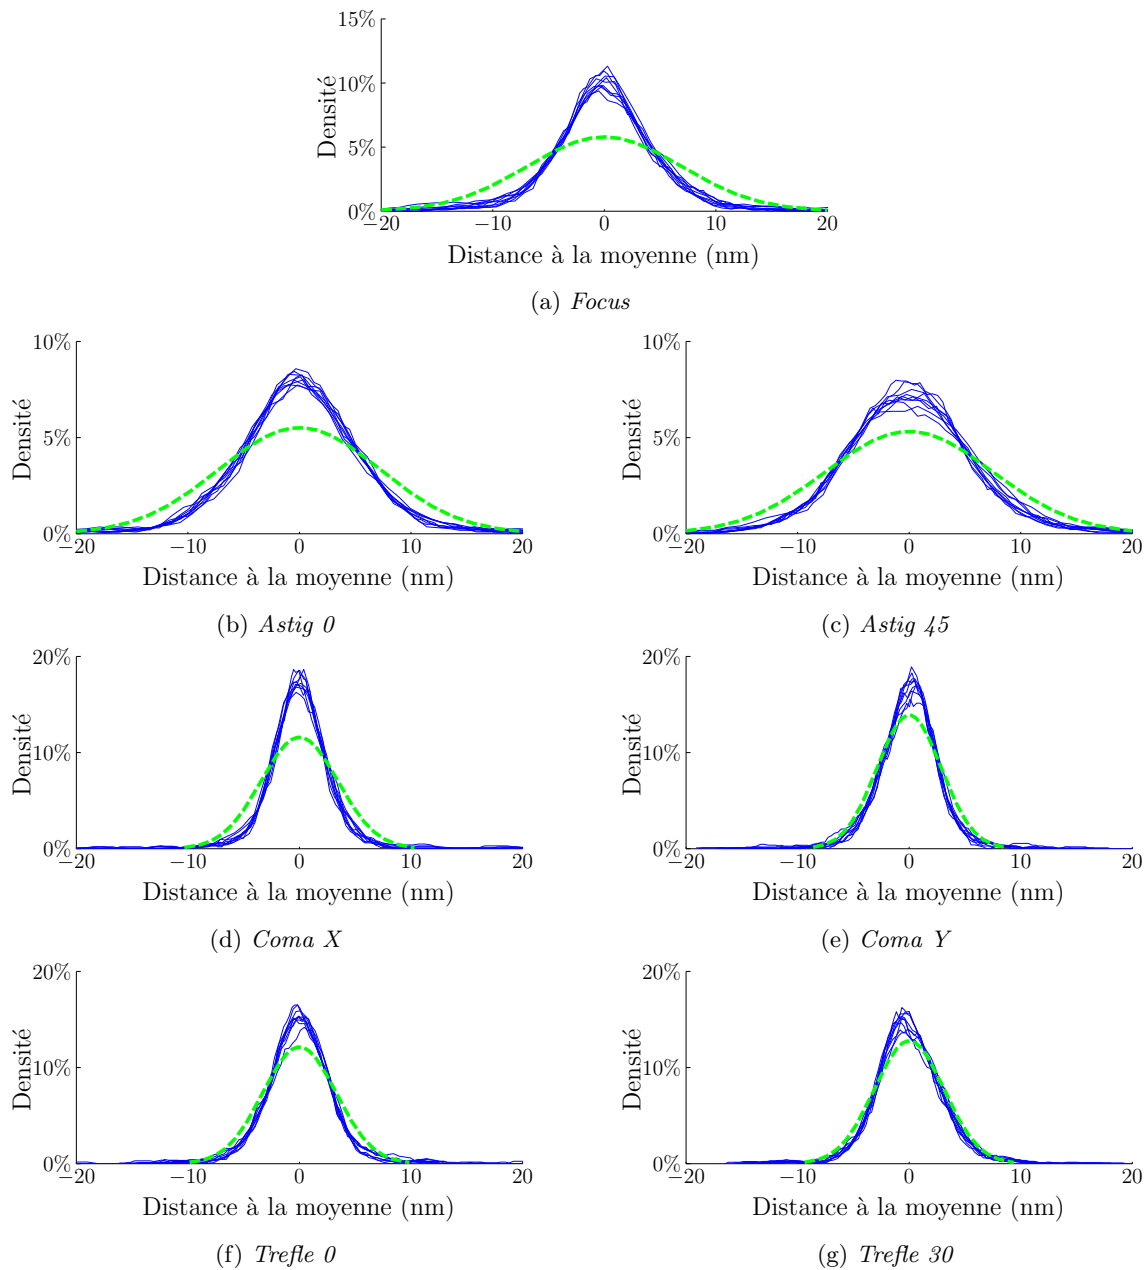 15%
10%
5%
0%
Densité
−20 −10 0 10 20
Distance à la moyenne (nm)
(a) Focus
10%
5%
0%
Densité
−20 −10 0 10 20
Distance à la moyenne (nm)
(b) Astig 0
10%
5%
0%
Densité
−20 −10 0 10 20
Distance à la moyenne (nm)
(c) Astig 45
20%
10%
0%
Densité
−20 −10 0 10 20
Distance à la moyenne (nm)
(d) Coma X
20%
10%
0%
Densité
−20 −10 0 10 20
Distance à la moyenne (nm)
(e) Coma Y
20%
10%
0%
Densité
−20 −10 0 10 20
Distance à la moyenne (nm)
(f) Trefle 0
20%
10%
0%
Densité
−20 −10 0 10 20
Distance à la moyenne (nm)
(g) Trefle 30